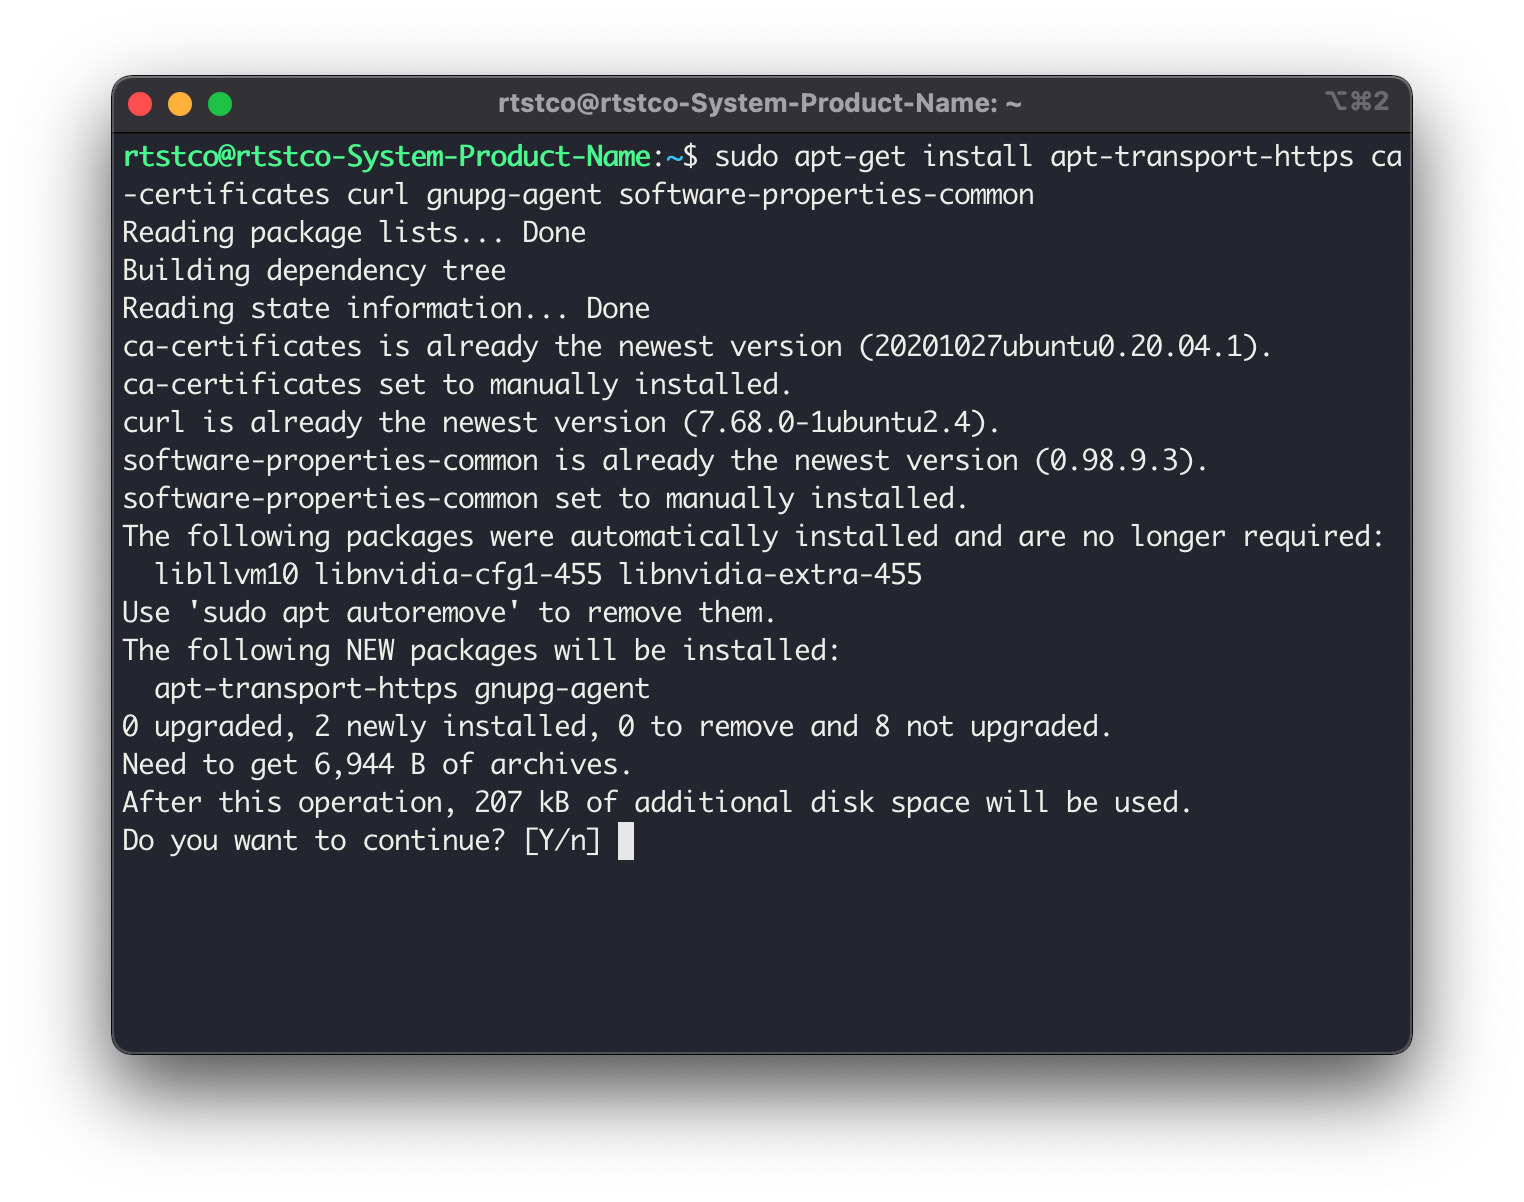 rtstco@rtstco-System-Product-Name: ~
⌥⌘2
rtstco@rtstco-System-Product-Name:~$ sudo apt-get install apt-transport-https ca
-certificates curl gnupg-agent software-properties-common
Reading package lists... Done
Building dependency tree
Reading state information... Done
ca-certificates is already the newest version (20201027ubuntu0.20.04.1).
ca-certificates set to manually installed.
curl is already the newest version (7.68.0-1ubuntu2.4).
software-properties-common is already the newest version (0.98.9.3).
software-properties-common set to manually installed.
The following packages were automatically installed and are no longer required:
  libllvm10 libnvidia-cfg1-455 libnvidia-extra-455
Use 'sudo apt autoremove' to remove them.
The following NEW packages will be installed:
  apt-transport-https gnupg-agent
0 upgraded, 2 newly installed, 0 to remove and 8 not upgraded.
Need to get 6,944 B of archives.
After this operation, 207 kB of additional disk space will be used.
Do you want to continue? [Y/n]